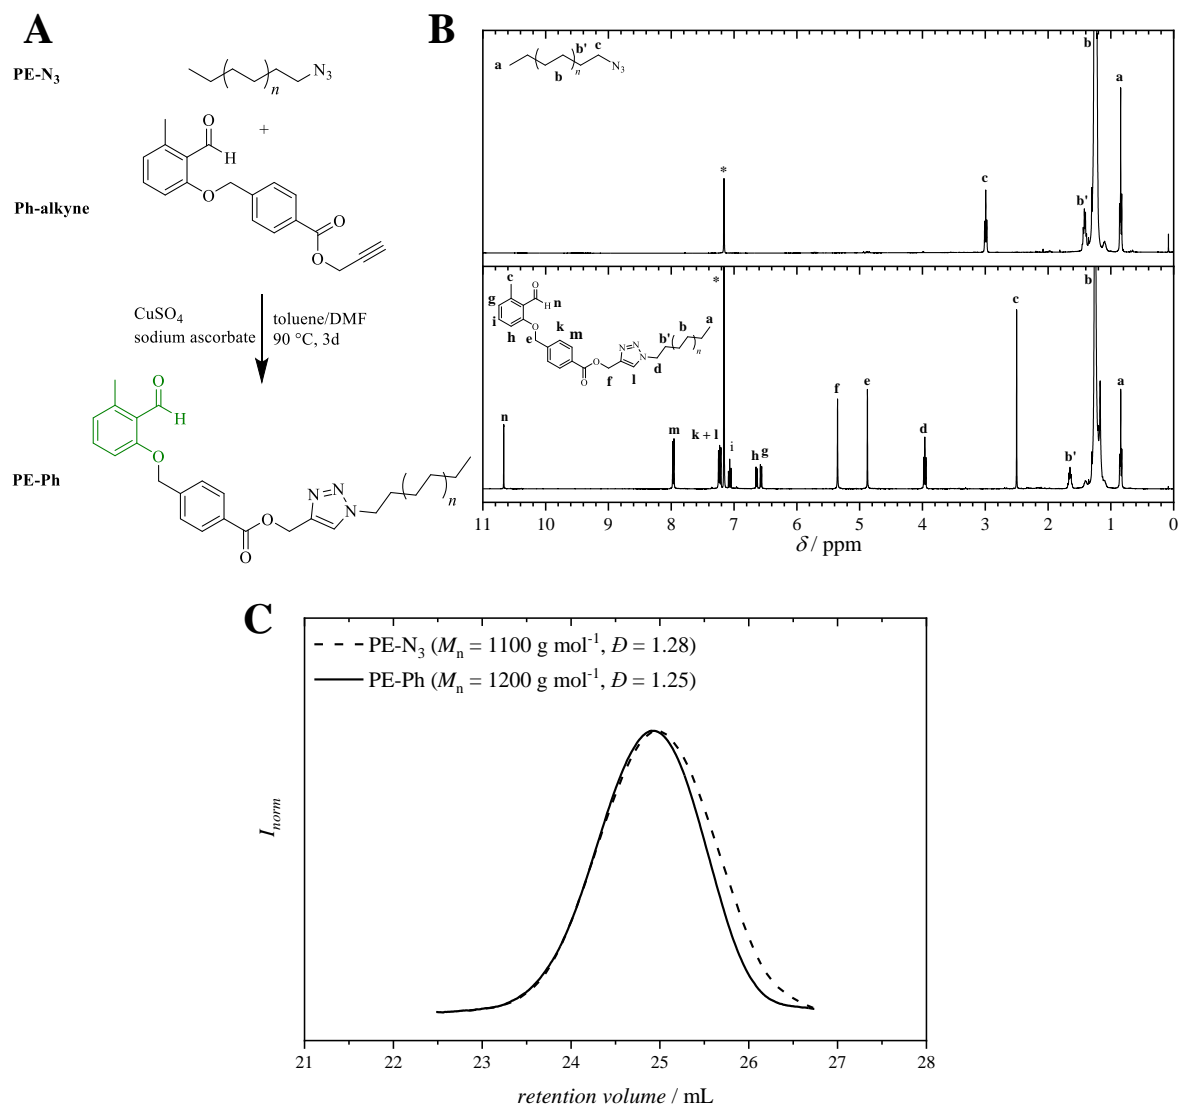 A
PE-N₃
N₃
n
+
O
H
O
Ph-alkyne
O
O
CuSO₄
sodium ascorbate
toluene/DMF
90 °C, 3d
O
H
O
PE-Ph
N
N
N
n
O
O
B
b'
c
N₃
n
a
b
b
a
*
c
b'
c
O
g
H
n
i
O
k
h
m
e
a
b
b'
n
N
N
N
O
O
f
l
d
*
b
c
f
e
a
n
m
d
k + l
i
h
g
b'
11 10 9 8 7 6 5 4 3 2 1 0
δ / ppm
C
PE-N₃ (Mₙ = 1100 g mol⁻¹, Đ = 1.28)
PE-Ph (Mₙ = 1200 g mol⁻¹, Đ = 1.25)
Inorm
21 22 23 24 25 26 27 28
retention volume / mL